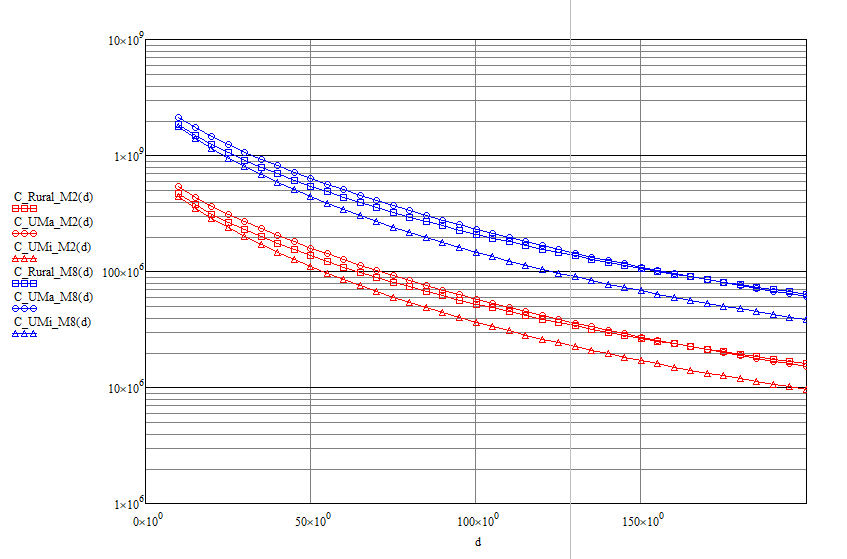 10×10⁹
1×10⁹
100×10⁶
10×10⁶
1×10⁶
C_Rural_M2(d)
C_UMa_M2(d)
C_UMi_M2(d)
C_Rural_M8(d)
C_UMa_M8(d)
C_UMi_M8(d)
0×10⁰
50×10⁰
100×10⁰
150×10⁰
d